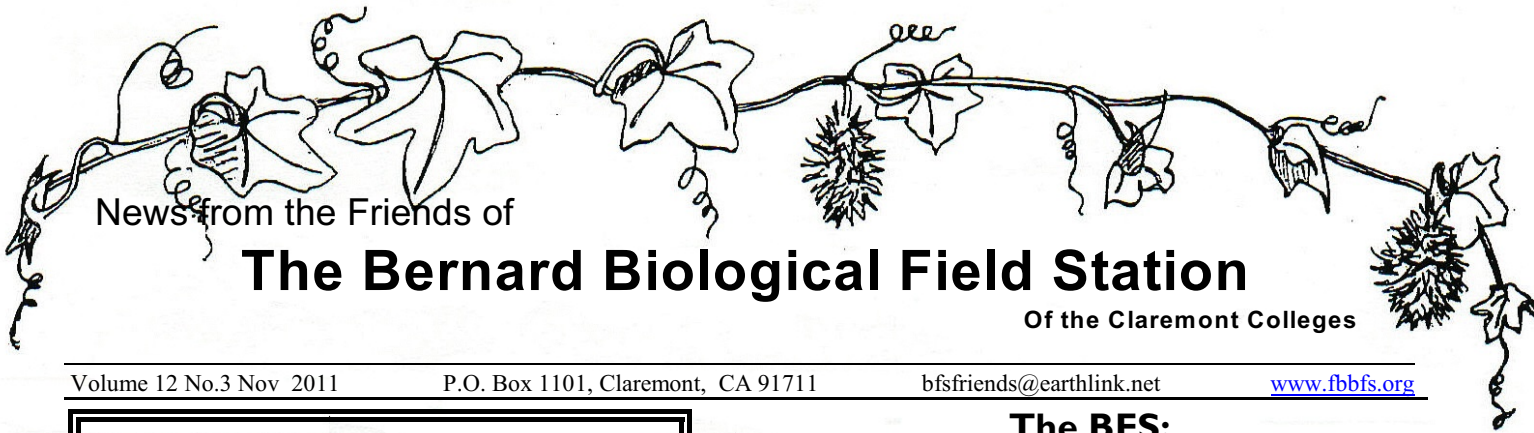 News from the Friends of
The Bernard Biological Field Station
Of the Claremont Colleges
Volume 12 No.3 Nov 2011 P.O. Box 1101, Claremont, CA 91711 bfsfriends@earthlink.net www.fbbfs.org
The BFS: